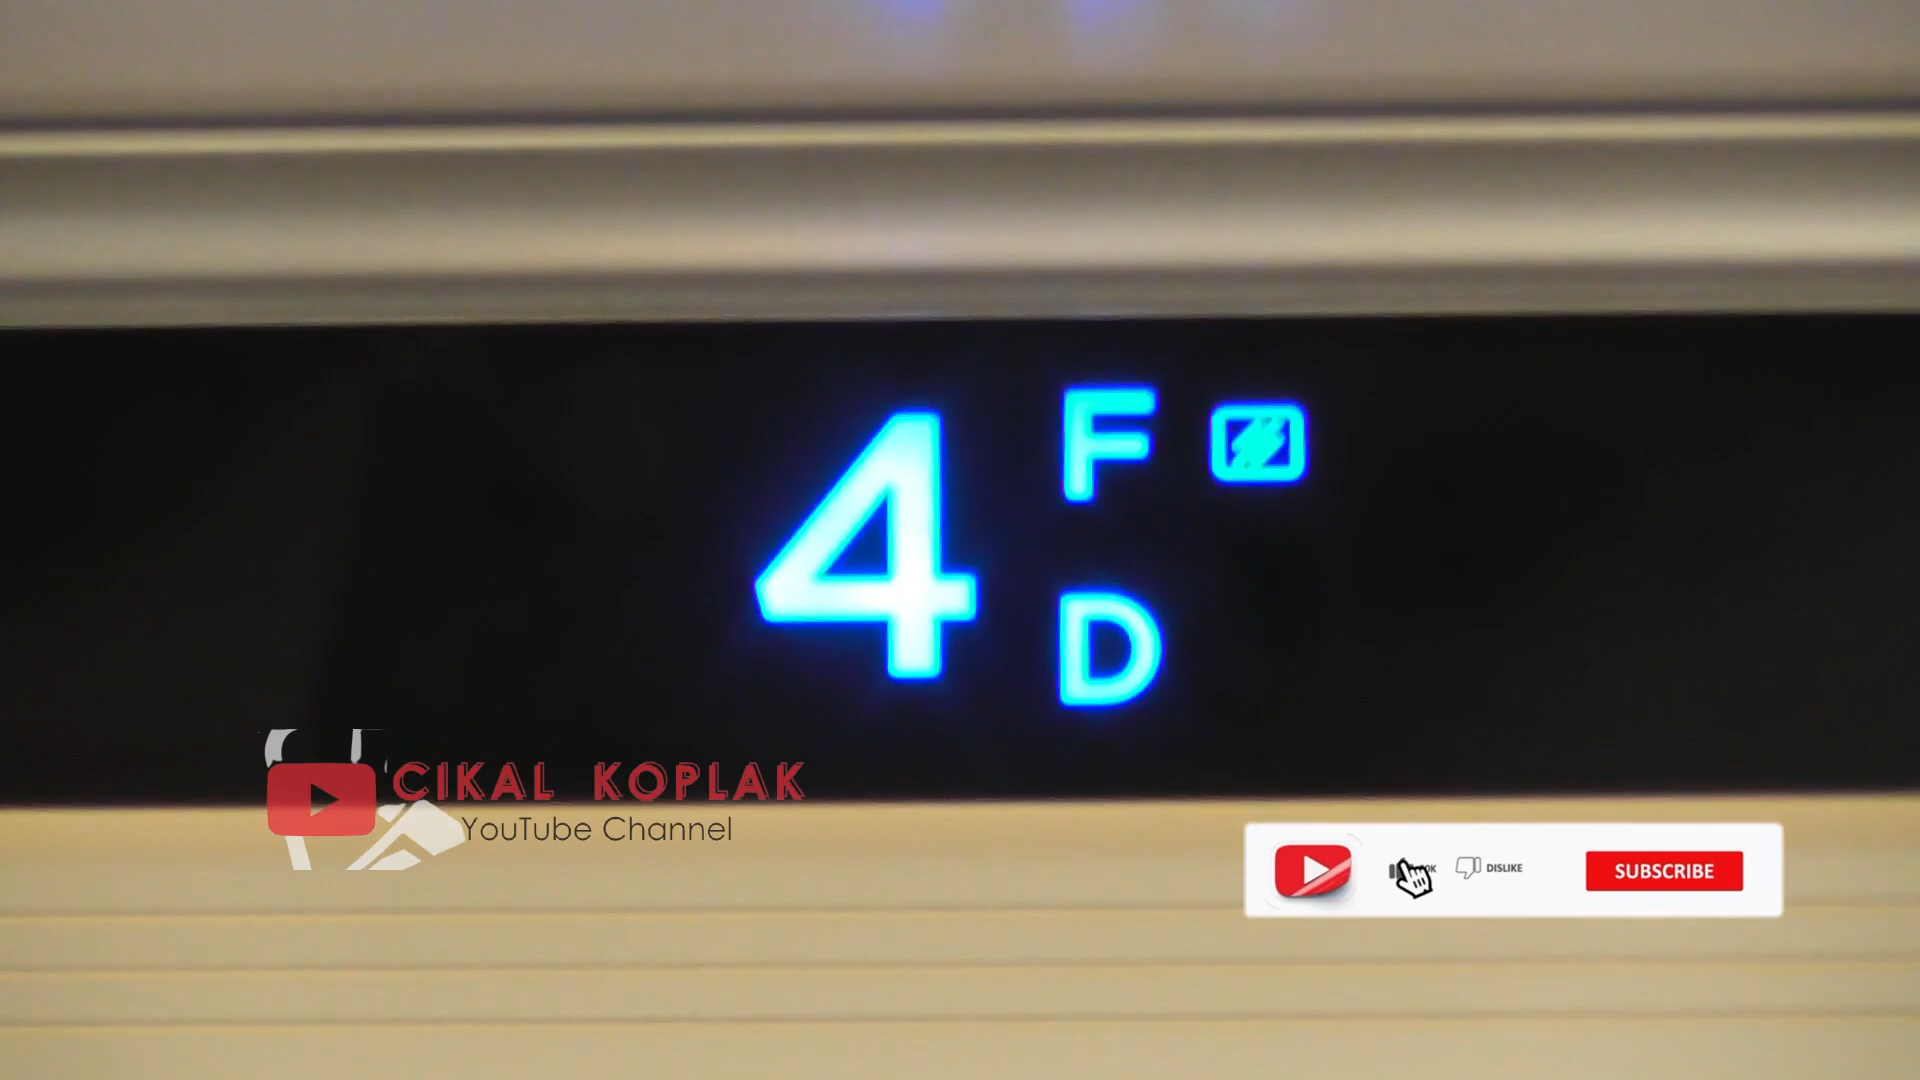 4
F
D
CIKAL KOPLAK
YouTube Channel
DISLIKE
SUBSCRIBE